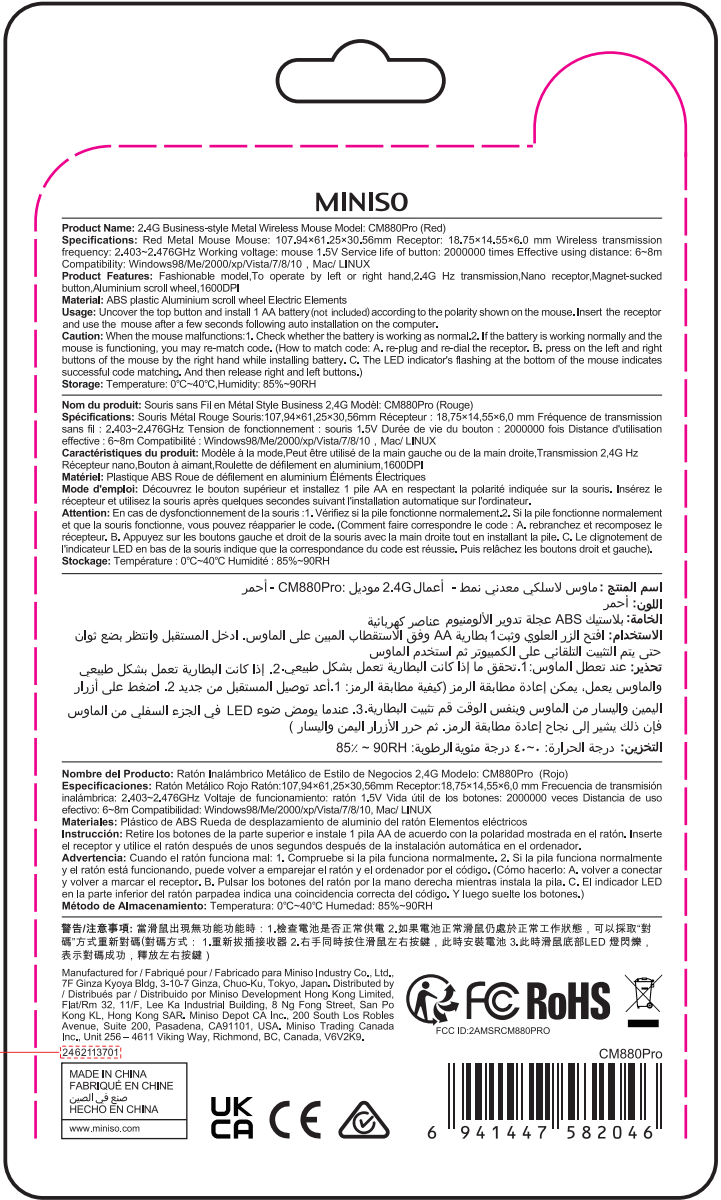 MINISO
Product Name: 2.4G Business-style Metal Wireless Mouse Model: CM880Pro (Red)
Specifications: Red Metal Mouse Mouse: 107.94×61.25×30.56mm Receptor: 18.75×14.55×6.0 mm Wireless transmission
frequency: 2.403~2.476GHz Working voltage: mouse 1.5V Service life of button: 2000000 times Effective using distance: 6~8m
Compatibility: Windows98/Me/2000/xp/Vista/7/8/10 , Mac/ LINUX
Product Features: Fashionable model,To operate by left or right hand,2.4G Hz transmission,Nano receptor,Magnet-sucked
button,Aluminium scroll wheel,1600DPI
Material: ABS plastic Aluminium scroll wheel Electric Elements
Usage: Uncover the top button and install 1 AA battery(not included)according to the polarity shown on the mouse.Insert the receptor
and use the mouse after a few seconds following auto installation on the computer.
Caution: When the mouse malfunctions:1. Check whether the battery is working as normal.2. If the battery is working normally and the
mouse is functioning, you may re-match code. (How to match code: A. re-plug and re-dial the receptor. B. press on the left and right
buttons of the mouse by the right hand while installing battery. C. The LED indicator's flashing at the bottom of the mouse indicates
successful code matching. And then release right and left buttons.)
Storage: Temperature: 0℃~40℃,Humidity: 85%~90RH
Nom du produit: Souris sans Fil en Métal Style Business 2,4G Modèl: CM880Pro (Rouge)
Spécifications: Souris Métal Rouge Souris:107,94×61,25×30,56mm Récepteur : 18,75×14,55×6,0 mm Fréquence de transmission
sans fil : 2.403~2.476GHz Tension de fonctionnement : souris 1.5V Durée de vie du bouton : 2000000 fois Distance d'utilisation
effective : 6~8m Compatibilité : Windows98/Me/2000/xp/Vista/7/8/10 , Mac/ LINUX
Caractéristiques du produit: Modèle à la mode,Peut être utilisé de la main gauche ou de la main droite,Transmission 2,4G Hz
Récepteur nano,Bouton à aimant,Roulette de défilement en aluminium,1600DPI
Matériel: Plastique ABS Roue de défilement en aluminium Éléments Électriques
Mode d'emploi: Découvrez le bouton supérieur et installez 1 pile AA en respectant la polarité indiquée sur la souris. Insérez le
récepteur et utilisez la souris après quelques secondes suivant l'installation automatique sur l'ordinateur.
Attention: En cas de dysfonctionnement de la souris :1. Vérifiez si la pile fonctionne normalement.2. Si la pile fonctionne normalement
et que la souris fonctionne, vous pouvez réapparier le code. (Comment faire correspondre le code : A. rebranchez et recomposez le
récepteur. B. Appuyez sur les boutons gauche et droit de la souris avec la main droite tout en installant la pile. C. Le clignotement de
l'indicateur LED en bas de la souris indique que la correspondance du code est réussie. Puis relâchez les boutons droit et gauche).
Stockage: Température : 0℃~40℃ Humidité : 85%~90RH
اسم المنتج : ماوس لاسلكي معدني نمط - أعمال 2.4G موديل :CM880Pro - أحمر
اللون: أحمر
الخامة: بلاستيك ABS عجلة تدوير الألومنيوم عناصر كهربائية
الاستخدام: افتح الزر العلوي وثبت1 بطارية AA وفق الاستقطاب المبين على الماوس. ادخل المستقبل وانتظر بضع ثوان
حتى يتم التثبيت التلقائي على الكمبيوتر ثم استخدم الماوس
تحذير: عند تعطل الماوس:1.تحقق ما إذا كانت البطارية تعمل بشكل طبيعي.2. إذا كانت البطارية تعمل بشكل طبيعي
والماوس يعمل، يمكن إعادة مطابقة الرمز (كيفية مطابقة الرمز: 1.أعد توصيل المستقبل من جديد 2. اضغط على أزرار
اليمين واليسار من الماوس وبنفس الوقت قم تثبيت البطارية.3. عندما يومض ضوء LED في الجزء السفلي من الماوس
فإن ذلك يشير إلى نجاح إعادة مطابقة الرمز. ثم حرر الأزرار اليمن واليسار )
التخزين: درجة الحرارة: ٠~٤٠ درجة مئوية الرطوبة: 85٪ ~ 90RH
Nombre del Producto: Ratón Inalámbrico Metálico de Estilo de Negocios 2,4G Modelo: CM880Pro (Rojo)
Especificaciones: Ratón Metálico Rojo Ratón:107,94×61,25×30,56mm Receptor:18,75×14,55×6,0 mm Frecuencia de transmisión
inalámbrica: 2,403~2,476GHz Voltaje de funcionamiento: ratón 1.5V Vida útil de los botones: 2000000 veces Distancia de uso
efectivo: 6~8m Compatibilidad: Windows98/Me/2000/xp/Vista/7/8/10, Mac/ LINUX
Materiales: Plástico de ABS Rueda de desplazamiento de aluminio del ratón Elementos eléctricos
Instrucción: Retire los botones de la parte superior e instale 1 pila AA de acuerdo con la polaridad mostrada en el ratón. Inserte
el receptor y utilice el ratón después de unos segundos después de la instalación automática en el ordenador.
Advertencia: Cuando el ratón funciona mal: 1. Compruebe si la pila funciona normalmente. 2. Si la pila funciona normalmente
y el ratón está funcionando, puede volver a emparejar el ratón y el ordenador por el código. (Cómo hacerlo: A. volver a conectar
y volver a marcar el receptor. B. Pulsar los botones del ratón por la mano derecha mientras instala la pila. C. El indicador LED
en la parte inferior del ratón parpadea indica una coincidencia correcta del código. Y luego suelte los botones.)
Método de Almacenamiento: Temperatura: 0℃~40℃ Humedad: 85%~90RH
警告/注意事項: 當滑鼠出現無功能功能時：1.檢查電池是否正常供電 2.如果電池正常滑鼠仍處於正常工作狀態，可以採取“對
碼”方式重新對碼(對碼方式： 1.重新拔插接收器 2.右手同時按住滑鼠左右按鍵，此時安裝電池 3.此時滑鼠底部LED 燈閃爍，
表示對碼成功，釋放左右按鍵 )
Manufactured for / Fabriqué pour / Fabricado para Miniso Industry Co., Ltd.,
7F Ginza Kyoya Bldg, 3-10-7 Ginza, Chuo-Ku, Tokyo, Japan. Distributed by
/ Distribués par / Distribuido por Miniso Development Hong Kong Limited,
Flat/Rm 32, 11/F, Lee Ka Industrial Building, 8 Ng Fong Street, San Po
Kong KL, Hong Kong SAR. Miniso Depot CA Inc., 200 South Los Robles
Avenue, Suite 200, Pasadena, CA91101, USA. Miniso Trading Canada
Inc., Unit 256 – 4611 Viking Way, Richmond, BC, Canada, V6V2K9.
FC RoHS
FCC ID:2AMSRCM880PRO
2462113701
CM880Pro
MADE IN CHINA
FABRIQUÉ EN CHINE
صنع في الصين
HECHO EN CHINA
www.miniso.com
UK
CA
CE
6 941447 582046